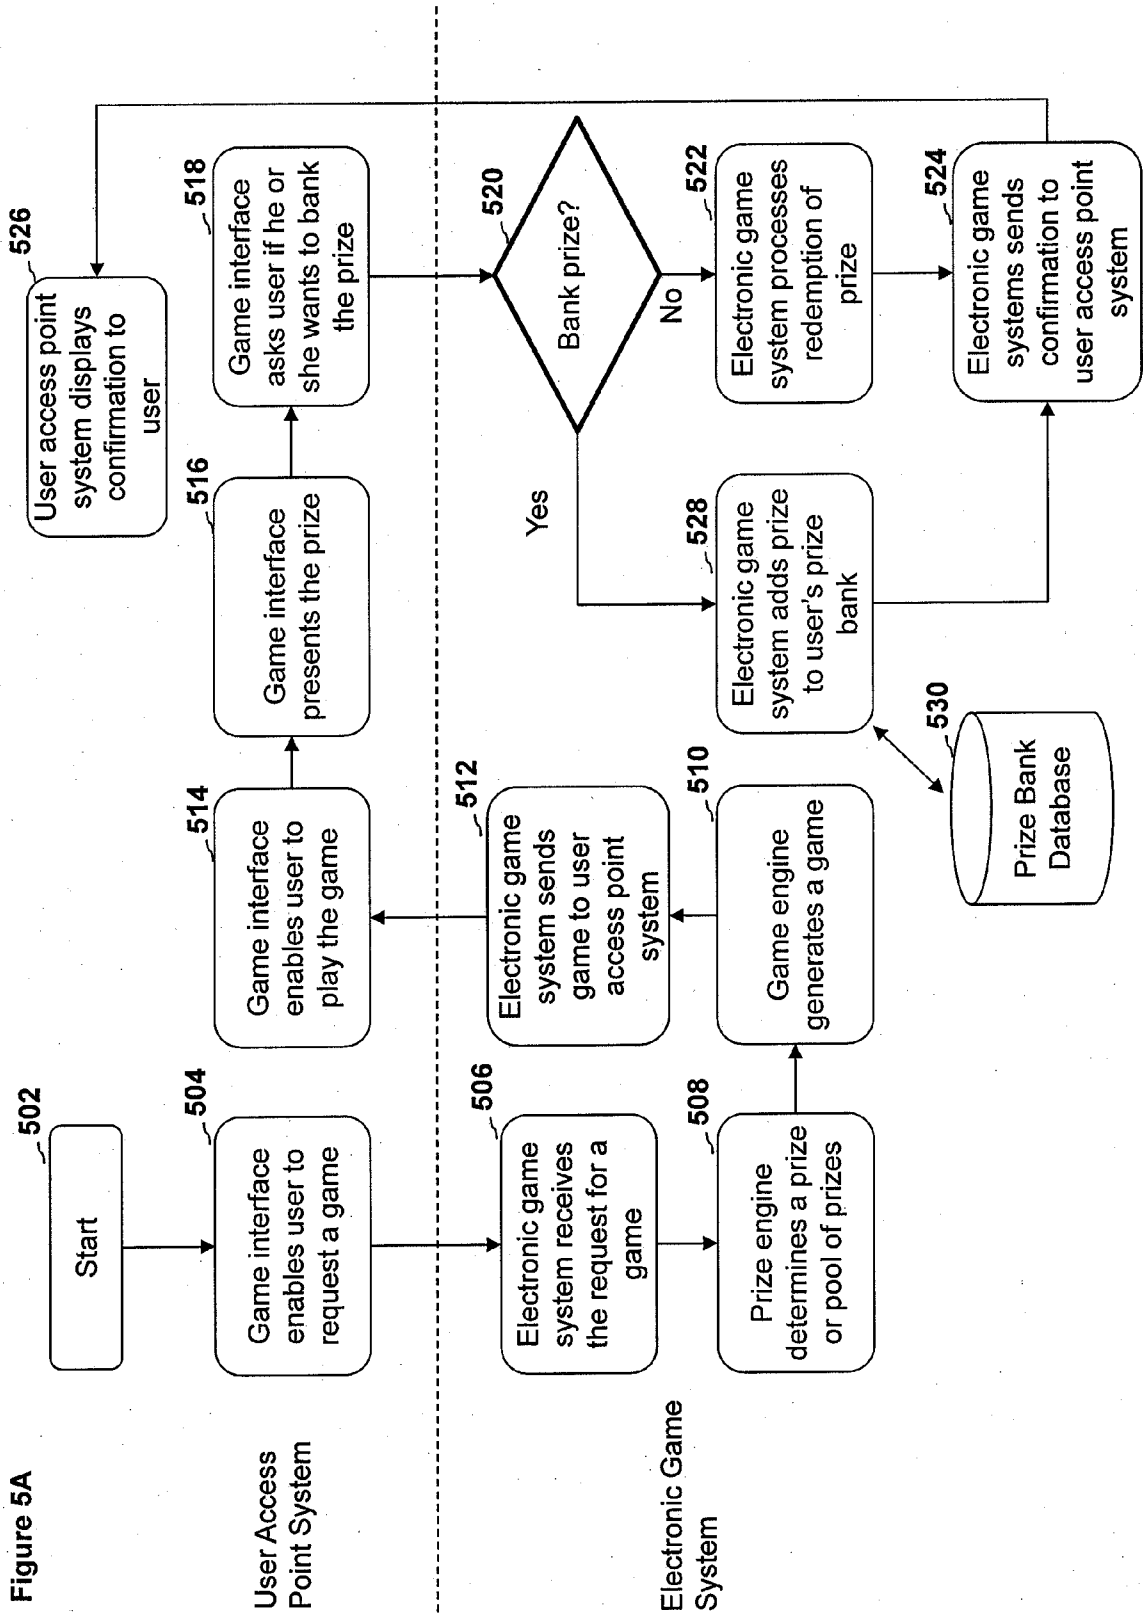 Figure 5A
User Access
Point System
502
Start
504
Game interface
enables user to
request a game
514
Game interface
enables user to
play the game
516
Game interface
presents the prize
518
Game interface
asks user if he or
she wants to bank
the prize
526
User access point
system displays
confirmation to
user
Electronic Game
System
506
Electronic game
system receives
the request for a
game
508
Prize engine
determines a prize
or pool of prizes
510
Game engine
generates a game
512
Electronic game
system sends
game to user
access point
system
520
Bank prize?
Yes
No
528
Electronic game
system adds prize
to user's prize
bank
530
Prize Bank
Database
522
Electronic game
system processes
redemption of
prize
524
Electronic game
systems sends
confirmation to
user access point
system